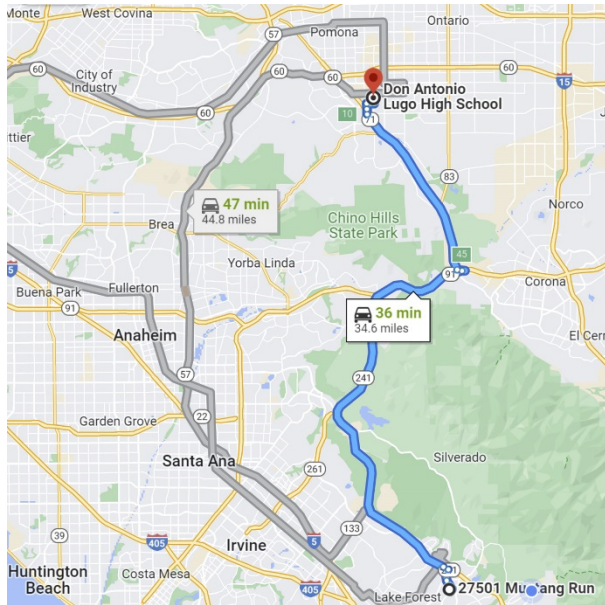 Monte
West Covina
57
Pomona
Ontario
60
60
60
City of
Industry
60
15
Don Antonio
Lugo High School
10
71
83
47 min
44.8 miles
Chino Hills
State Park
Norco
Brea
45
91
Yorba Linda
Corona
5
Buena Park
Fullerton
91
36 min
34.6 miles
Anaheim
El Cerr
241
57
Garden Grove
22
Santa Ana
Silverado
261
133
39
405
5
Irvine
405
Huntington
Beach
Costa Mesa
Lake Forest
27501 Mustang Run